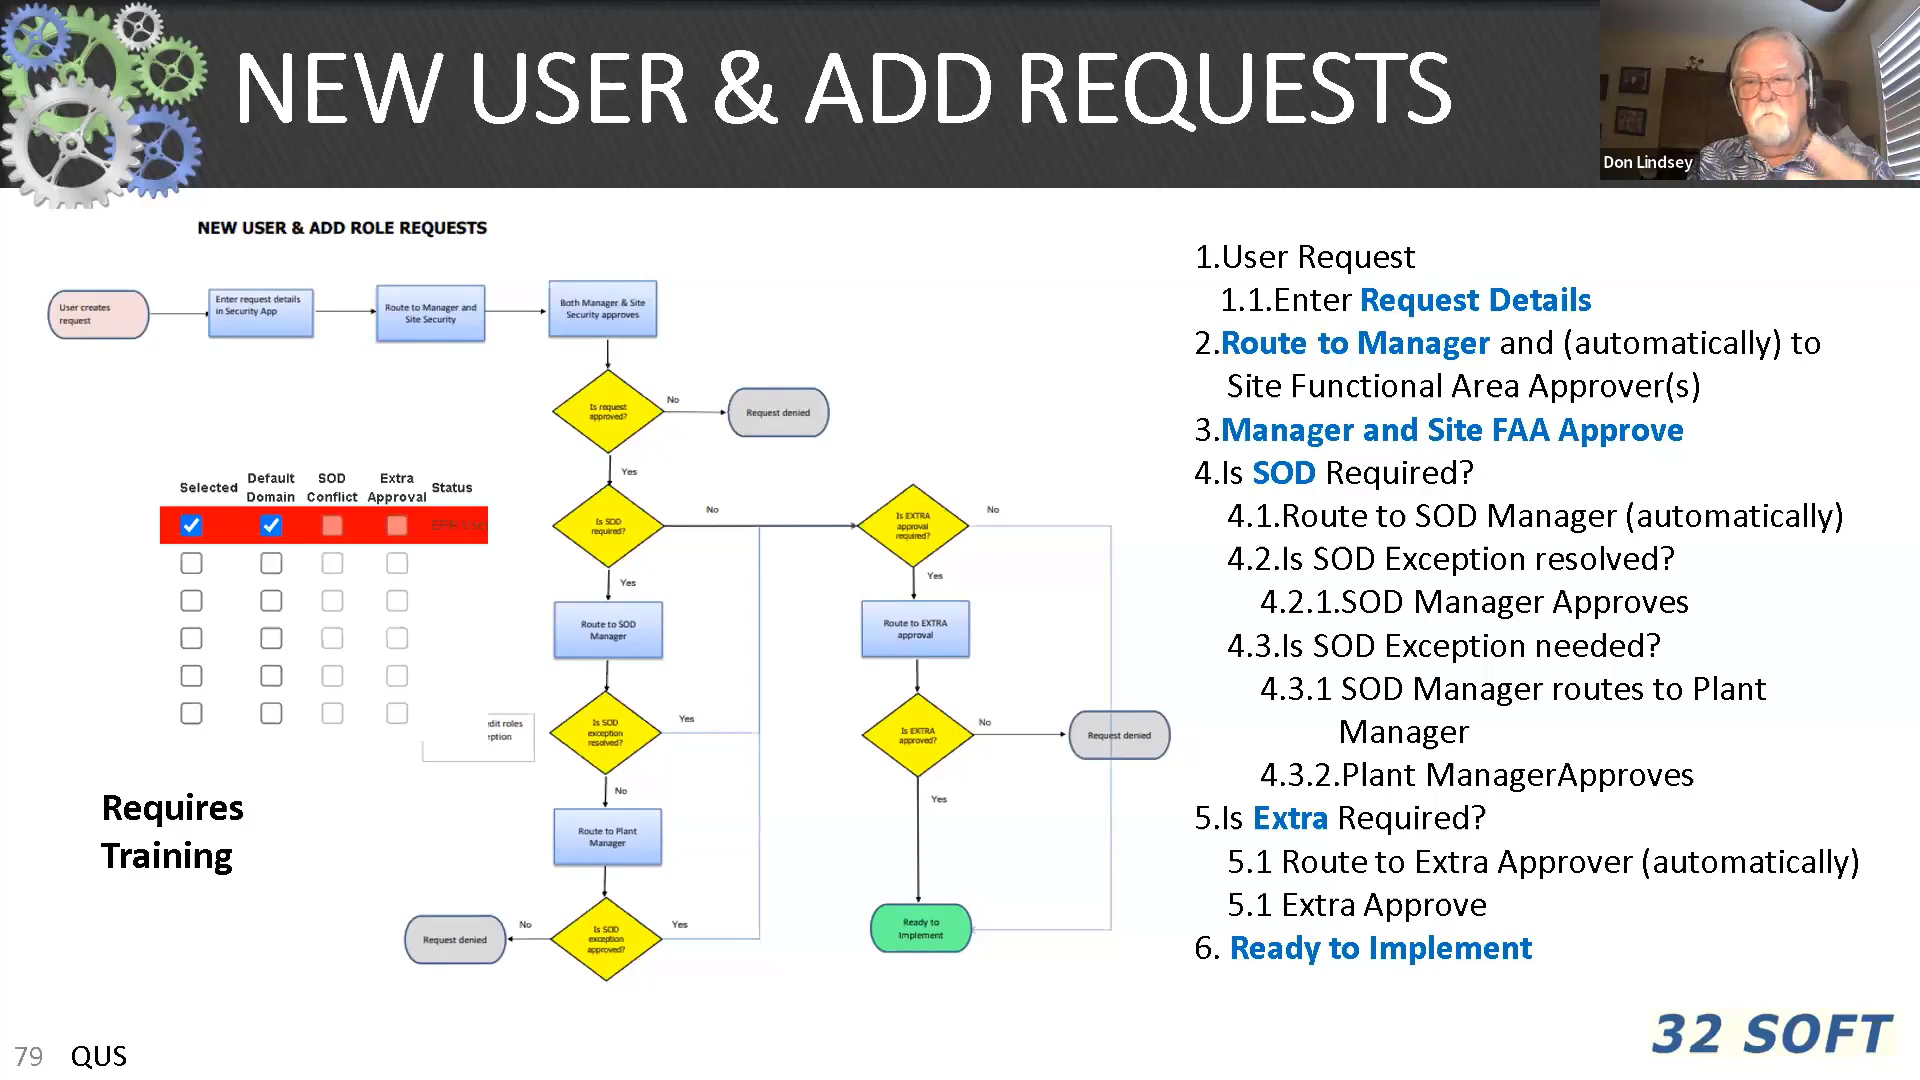 NEW USER & ADD REQUESTS
Don Lindsey
NEW USER & ADD ROLE REQUESTS
User creates
request
Enter request details
in Security App
Route to Manager and
Site Security
Both Manager & Site
Security approves
Is request
approved?
No
Request denied
Yes
Selected
Default
Domain
SOD
Conflict
Extra
Approval
Status
Is SOD
required?
No
Is EXTRA
approval
required?
No
Yes
Yes
Route to SOD
Manager
Route to EXTRA
approval
dit roles
ption
Is SOD
exception
resolved?
Yes
Is EXTRA
approved?
No
Request denied
No
Yes
Route to Plant
Manager
Request denied
No
Is SOD
exception
approved?
Yes
Ready to
Implement
Requires
Training
1.User Request
1.1.Enter Request Details
2.Route to Manager and (automatically) to
Site Functional Area Approver(s)
3.Manager and Site FAA Approve
4.Is SOD Required?
4.1.Route to SOD Manager (automatically)
4.2.Is SOD Exception resolved?
4.2.1.SOD Manager Approves
4.3.Is SOD Exception needed?
4.3.1 SOD Manager routes to Plant
Manager
4.3.2.Plant ManagerApproves
5.Is Extra Required?
5.1 Route to Extra Approver (automatically)
5.1 Extra Approve
6. Ready to Implement
79 QUS
32 SOFT